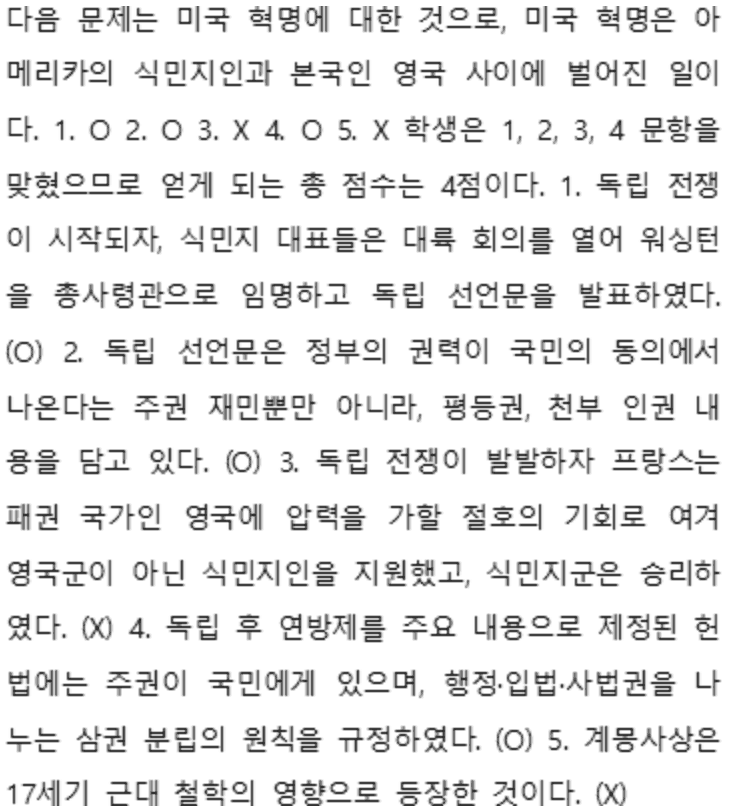 다음 문제는 미국 혁명에 대한 것으로, 미국 혁명은 아
메리카의 식민지인과 본국인 영국 사이에 벌어진 일이
다. 1. O 2. O 3. X 4. O 5. X 학생은 1, 2, 3, 4 문항을
맞혔으므로 얻게 되는 총 점수는 4점이다. 1. 독립 전쟁
이 시작되자, 식민지 대표들은 대륙 회의를 열어 워싱턴
을 총사령관으로 임명하고 독립 선언문을 발표하였다.
(O) 2. 독립 선언문은 정부의 권력이 국민의 동의에서
나온다는 주권 재민뿐만 아니라, 평등권, 천부 인권 내
용을 담고 있다. (O) 3. 독립 전쟁이 발발하자 프랑스는
패권 국가인 영국에 압력을 가할 절호의 기회로 여겨
영국군이 아닌 식민지인을 지원했고, 식민지군은 승리하
였다. (X) 4. 독립 후 연방제를 주요 내용으로 제정된 헌
법에는 주권이 국민에게 있으며, 행정·입법·사법권을 나
누는 삼권 분립의 원칙을 규정하였다. (O) 5. 계몽사상은
17세기 근대 철학의 영향으로 등장한 것이다. (X)